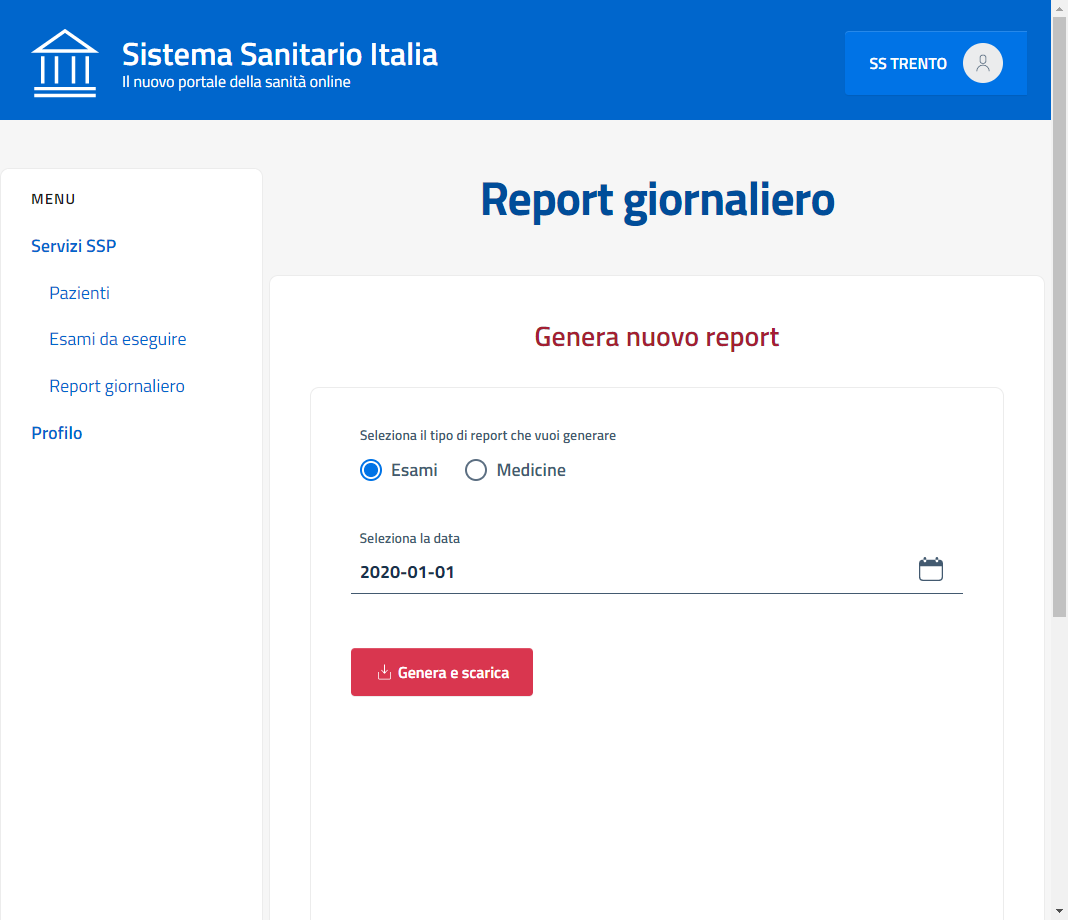 Sistema Sanitario Italia
Il nuovo portale della sanità online
SS TRENTO
MENU
Servizi SSP
Pazienti
Esami da eseguire
Report giornaliero
Profilo
Report giornaliero
Genera nuovo report
Seleziona il tipo di report che vuoi generare
Esami Medicine
Seleziona la data
2020-01-01
Genera e scarica